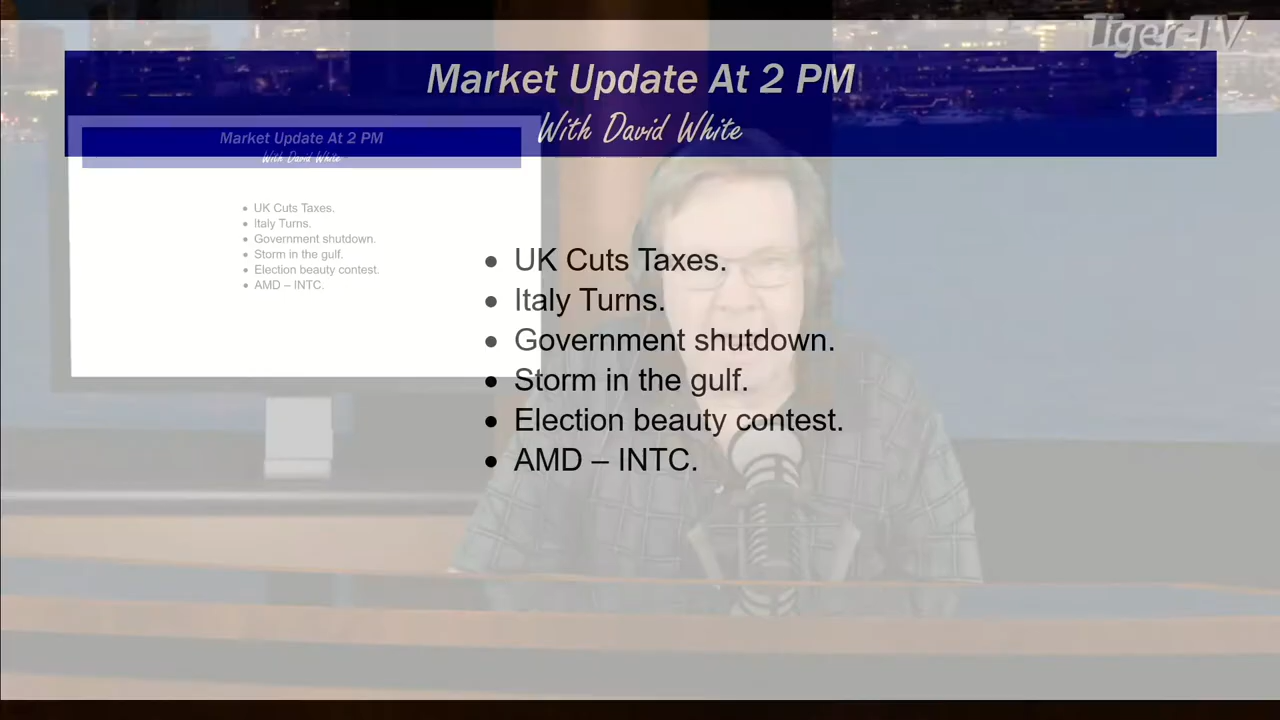 Tiger-TV
Market Update At 2 PM
With David White
Market Update At 2 PM
With David White
• UK Cuts Taxes.
• Italy Turns.
• Government shutdown.
• Storm in the gulf.
• Election beauty contest.
• AMD – INTC.
• UK Cuts Taxes.
• Italy Turns.
• Government shutdown.
• Storm in the gulf.
• Election beauty contest.
• AMD – INTC.